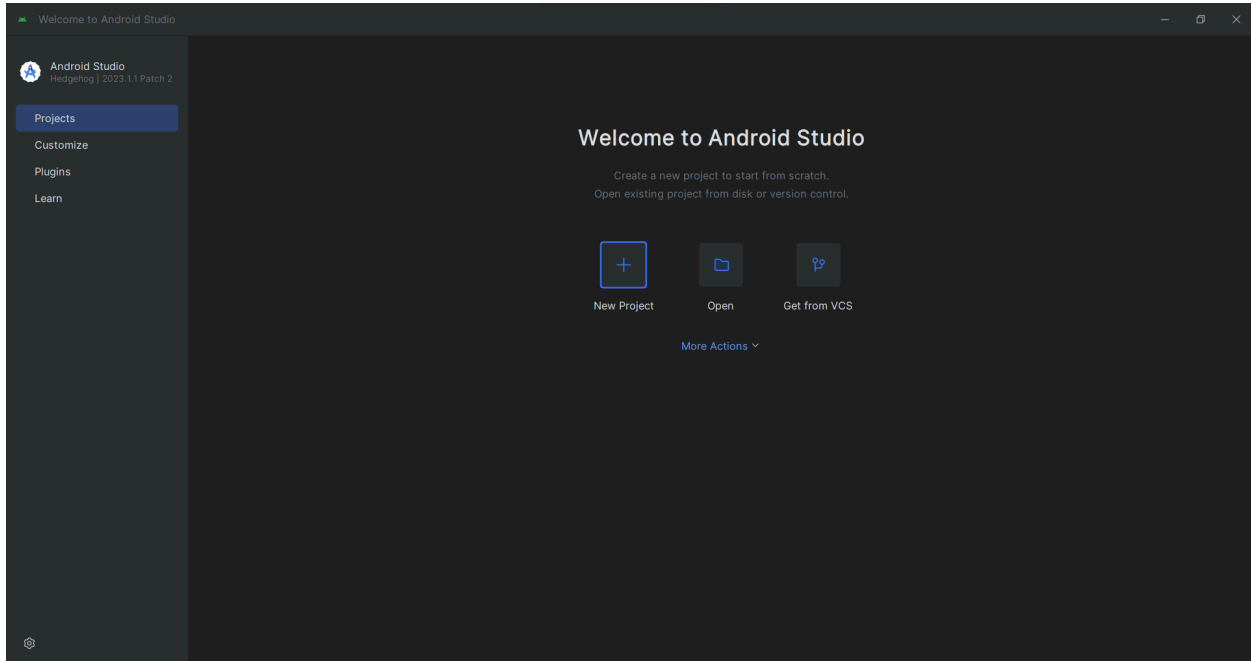 Welcome to Android Studio
Android Studio
Hedgehog | 2023.1.1 Patch 2
Projects
Customize
Plugins
Learn
Welcome to Android Studio
Create a new project to start from scratch.
Open existing project from disk or version control.
New Project
Open
Get from VCS
More Actions